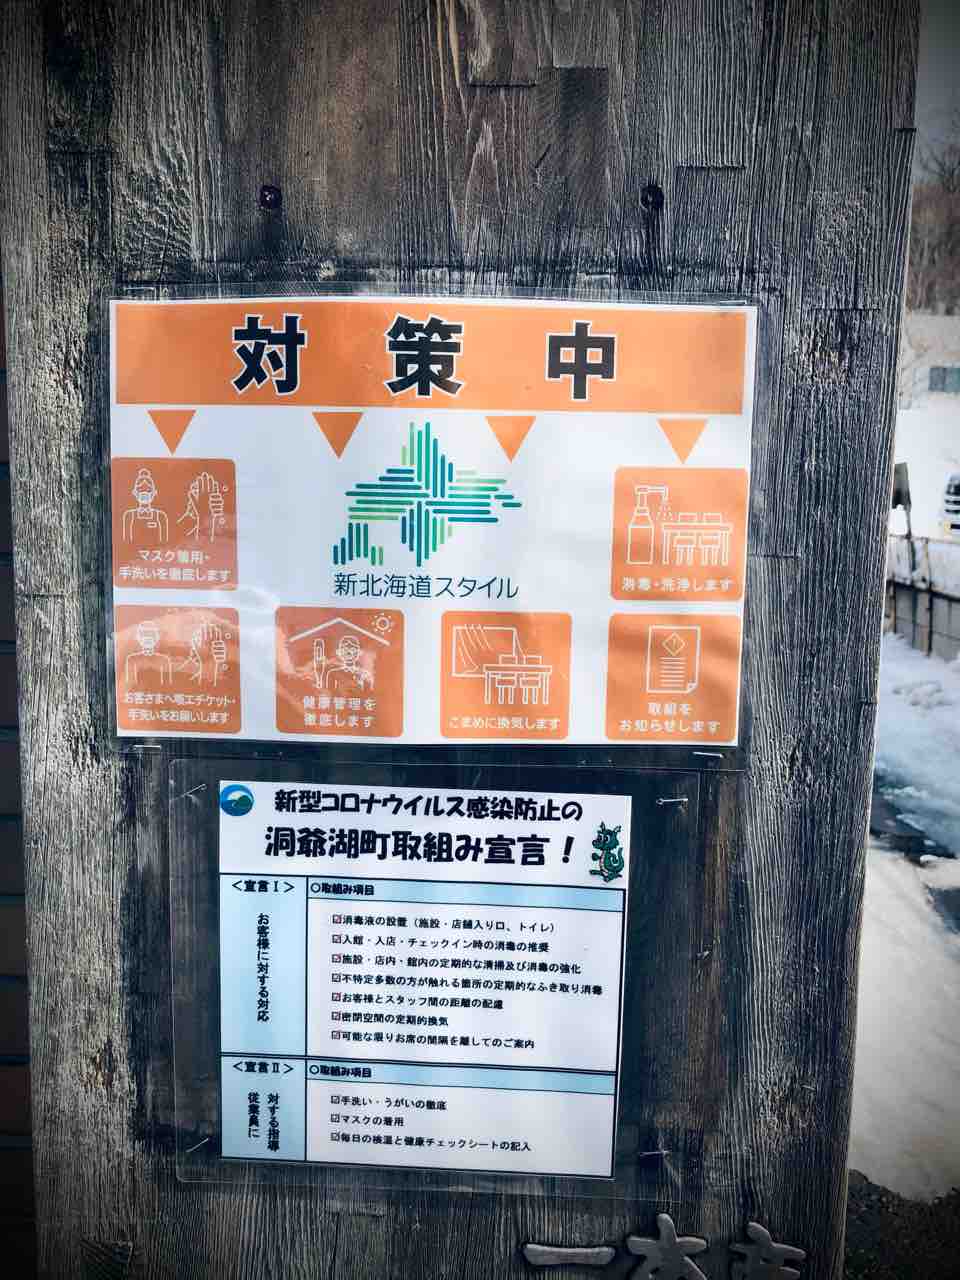 対策中
新北海道スタイル
マスク着用・
手洗いを徹底します
消毒・洗浄します
お客さまへ咳エチケット・
手洗いをお願いします
健康管理を
徹底します
こまめに換気します
取組を
お知らせします
新型コロナウイルス感染防止の
洞爺湖町取組み宣言！
＜宣言Ⅰ＞
お客様に対する対応
○取組み項目
☑消毒液の設置（施設・店舗入り口、トイレ）
☑入館・入店・チェックイン時の消毒の推奨
☑施設・店内・館内の定期的な清掃及び消毒の強化
☑不特定多数の方が触れる箇所の定期的なふき取り消毒
☑お客様とスタッフ間の距離の配慮
☑密閉空間の定期的換気
☑可能な限りお席の間隔を離してのご案内
＜宣言Ⅱ＞
従業員に
対する指導
○取組み項目
☑手洗い・うがいの徹底
☑マスクの着用
☑毎日の検温と健康チェックシートの記入
一本